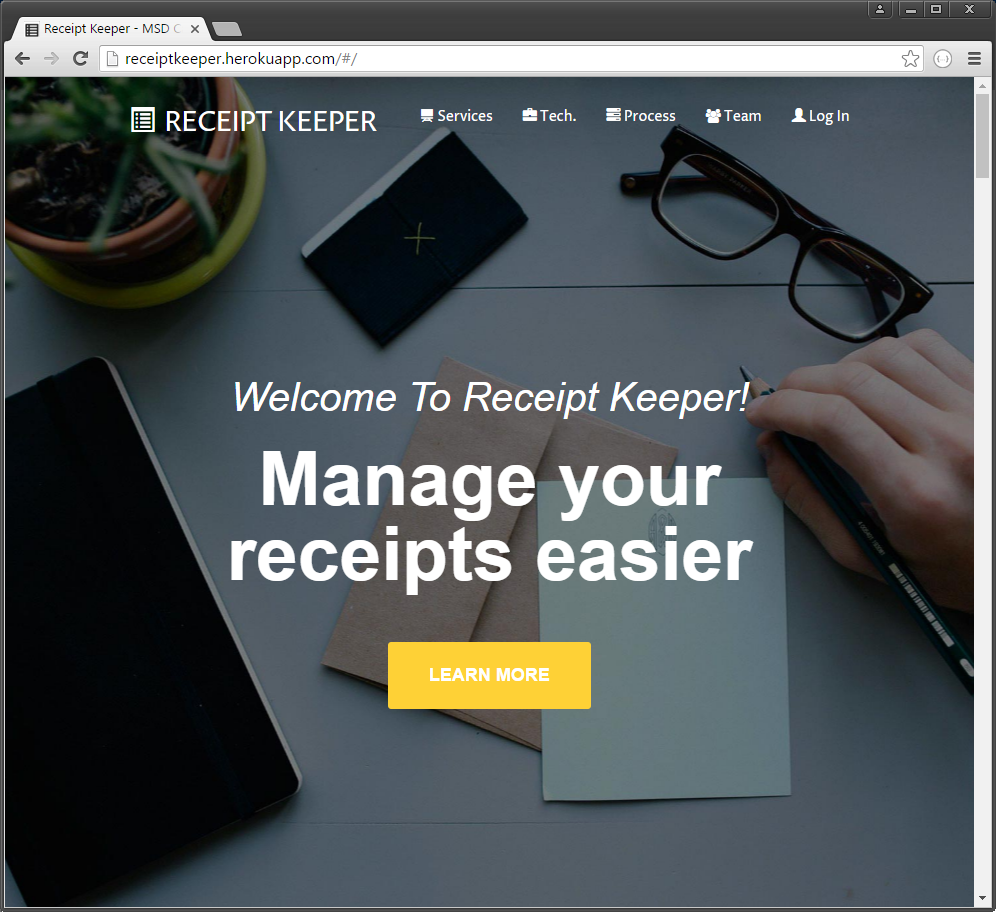 Receipt Keeper - MSD
receiptkeeper.herokuapp.com/#/
RECEIPT KEEPER
Services
Tech.
Process
Team
Log In
Welcome To Receipt Keeper!
Manage your
receipts easier
LEARN MORE